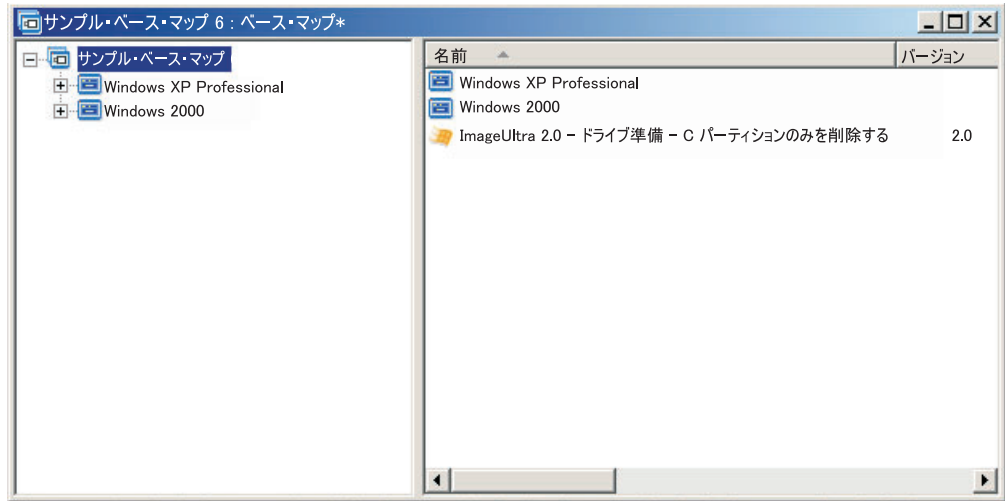 サンプル・ベース・マップ 6 : ベース・マップ*
サンプル・ベース・マップ
Windows XP Professional
Windows 2000
名前 バージョン
Windows XP Professional
Windows 2000
ImageUltra 2.0 - ドライブ準備 - C パーティションのみを削除する 2.0